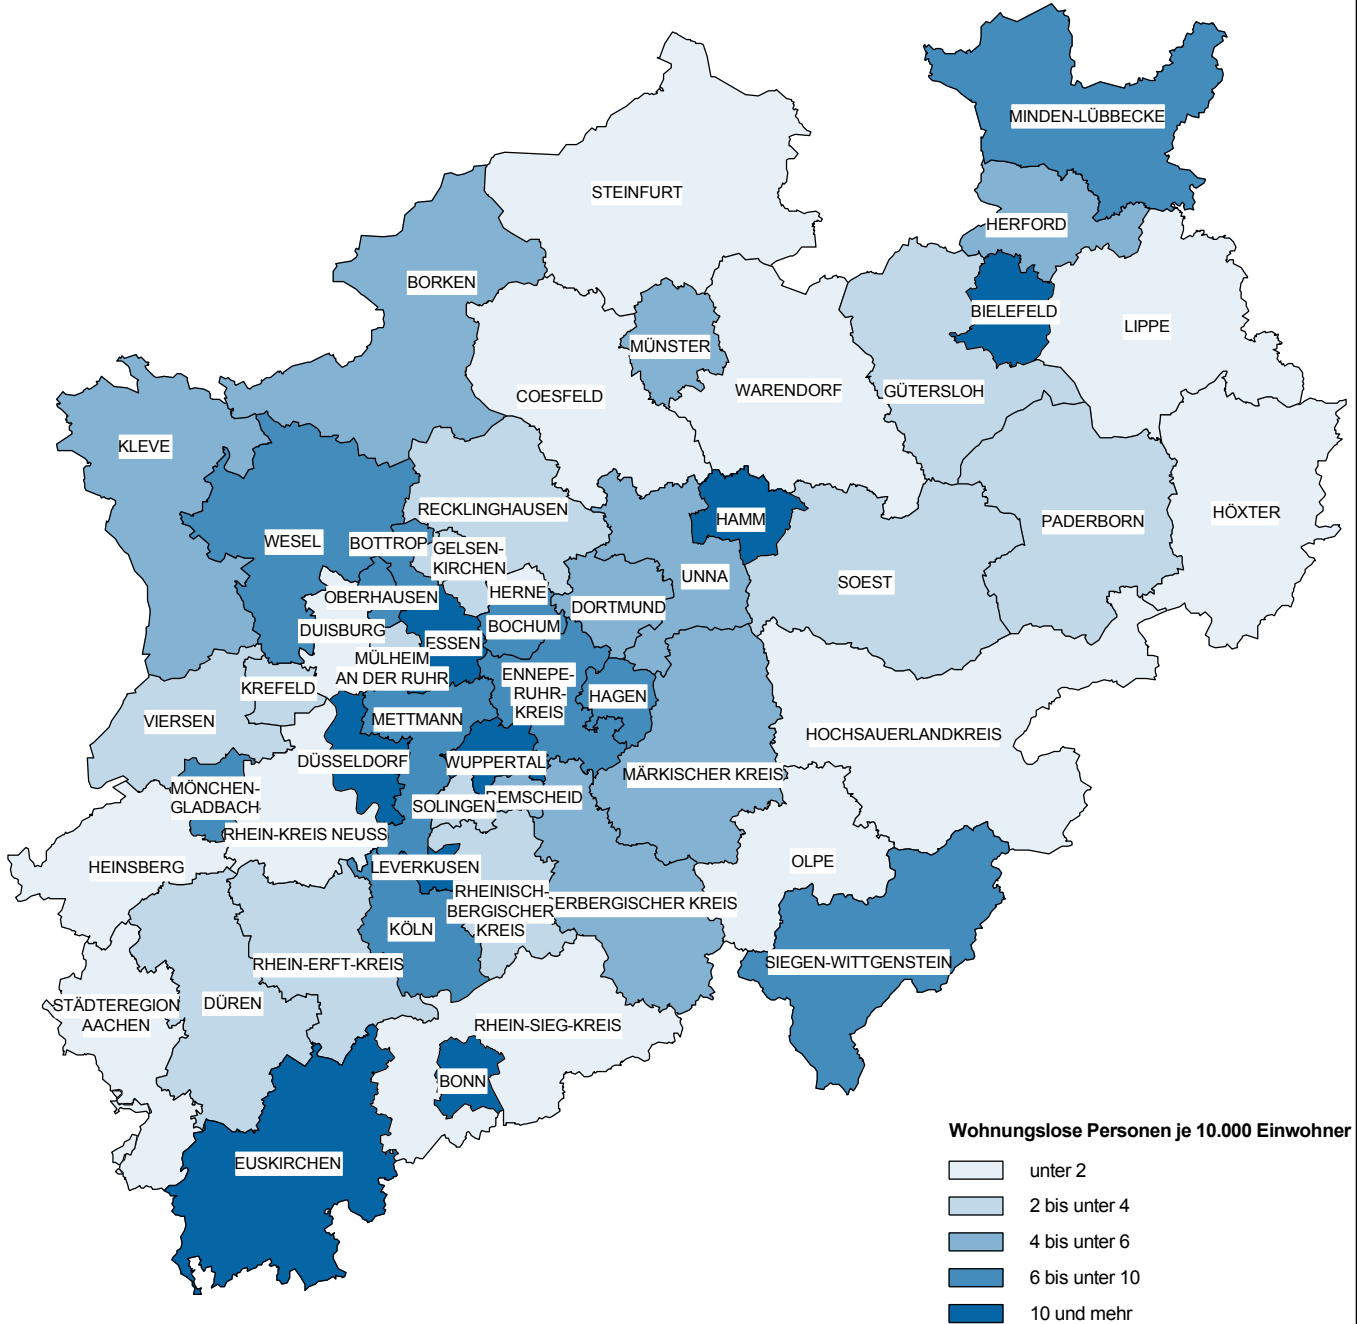 MINDEN-LÜBBECKE
STEINFURT
HERFORD
BORKEN
BIELEFELD
LIPPE
MÜNSTER
WARENDORF
GÜTERSLOH
COESFELD
KLEVE
RECKLINGHAUSEN
HAMM
HÖXTER
PADERBORN
WESEL
BOTTROP
GELSEN-
KIRCHEN
UNNA
SOEST
OBERHAUSEN
HERNE
DORTMUND
DUISBURG
BOCHUM
ESSEN
MÜLHEIM
AN DER RUHR
ENNEPE-
RUHR-
KREIS
HAGEN
KREFELD
VIERSEN
METTMANN
HOCHSAUERLANDKREIS
DÜSSELDORF
WUPPERTAL
MÄRKISCHER KREIS
MÖNCHEN-
GLADBACH
SOLINGEN
REMSCHEID
RHEIN-KREIS NEUSS
HEINSBERG
LEVERKUSEN
OLPE
RHEINISCH-
BERGISCHER
KREIS
ERBERGISCHER KREIS
KÖLN
RHEIN-ERFT-KREIS
SIEGEN-WITTGENSTEIN
STÄDTEREGION
AACHEN
DÜREN
RHEIN-SIEG-KREIS
BONN
EUSKIRCHEN
Wohnungslose Personen je 10.000 Einwohner
unter 2
2 bis unter 4
4 bis unter 6
6 bis unter 10
10 und mehr